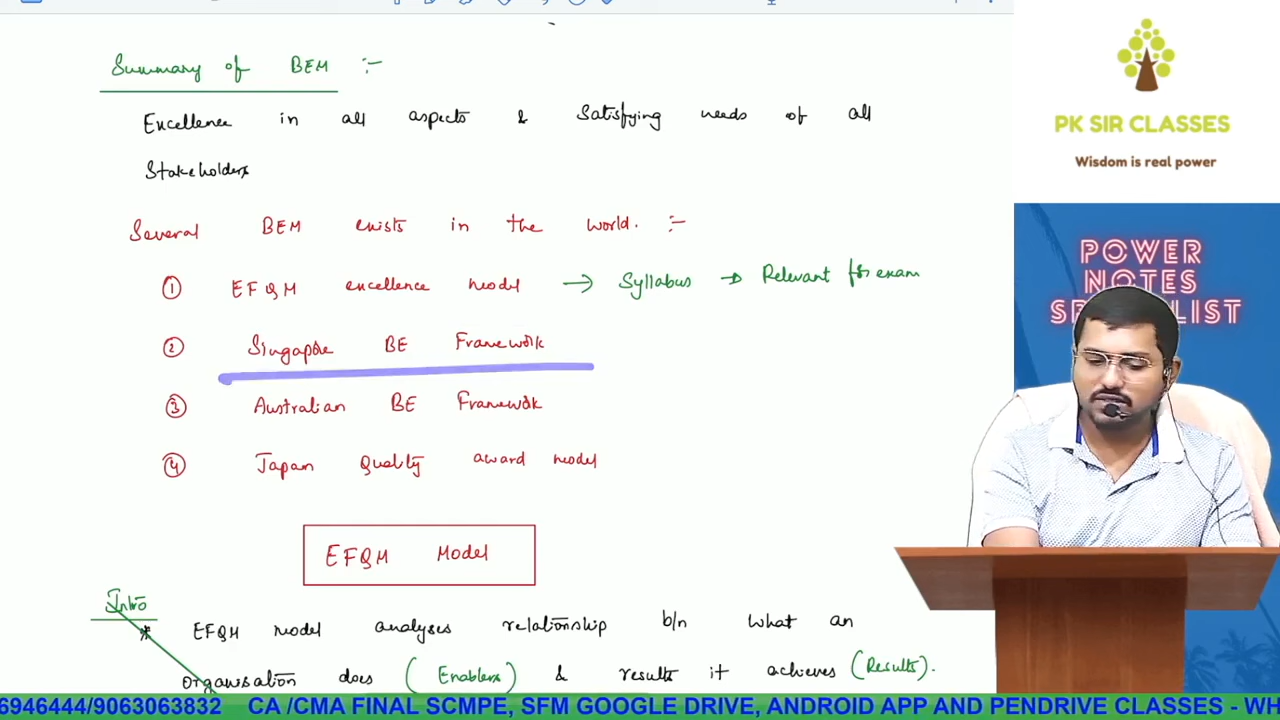 Summary of BEM :-
Excellence in all aspects & Satisfying needs of all
Stakeholders
Several BEM exists in the world. :-
① EFQM excellence model → Syllabus → Relevant for exam
② Singapore BE Framework
③ Australian BE Framework
④ Japan Quality award model
EFQM Model
Intro
* EFQM model analyses relationship b/n what an
organisation does (Enablers) & results it achieves (Results).
PK SIR CLASSES
Wisdom is real power
POWER
NOTES
6946444/9063063832 CA /CMA FINAL SCMPE, SFM GOOGLE DRIVE, ANDROID APP AND PENDRIVE CLASSES - WH